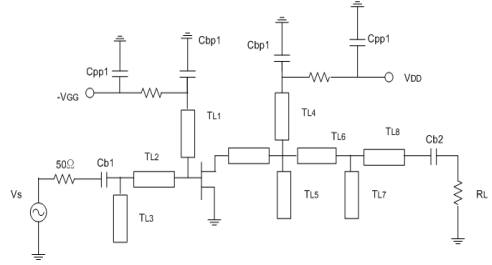 Cbp1
Cpp1
Cbp1
Cpp1
-VGG
VDD
TL1
TL4
50Ω
Cb1
TL2
TL6
TL8
Cb2
Vs
TL3
TL5
TL7
RL